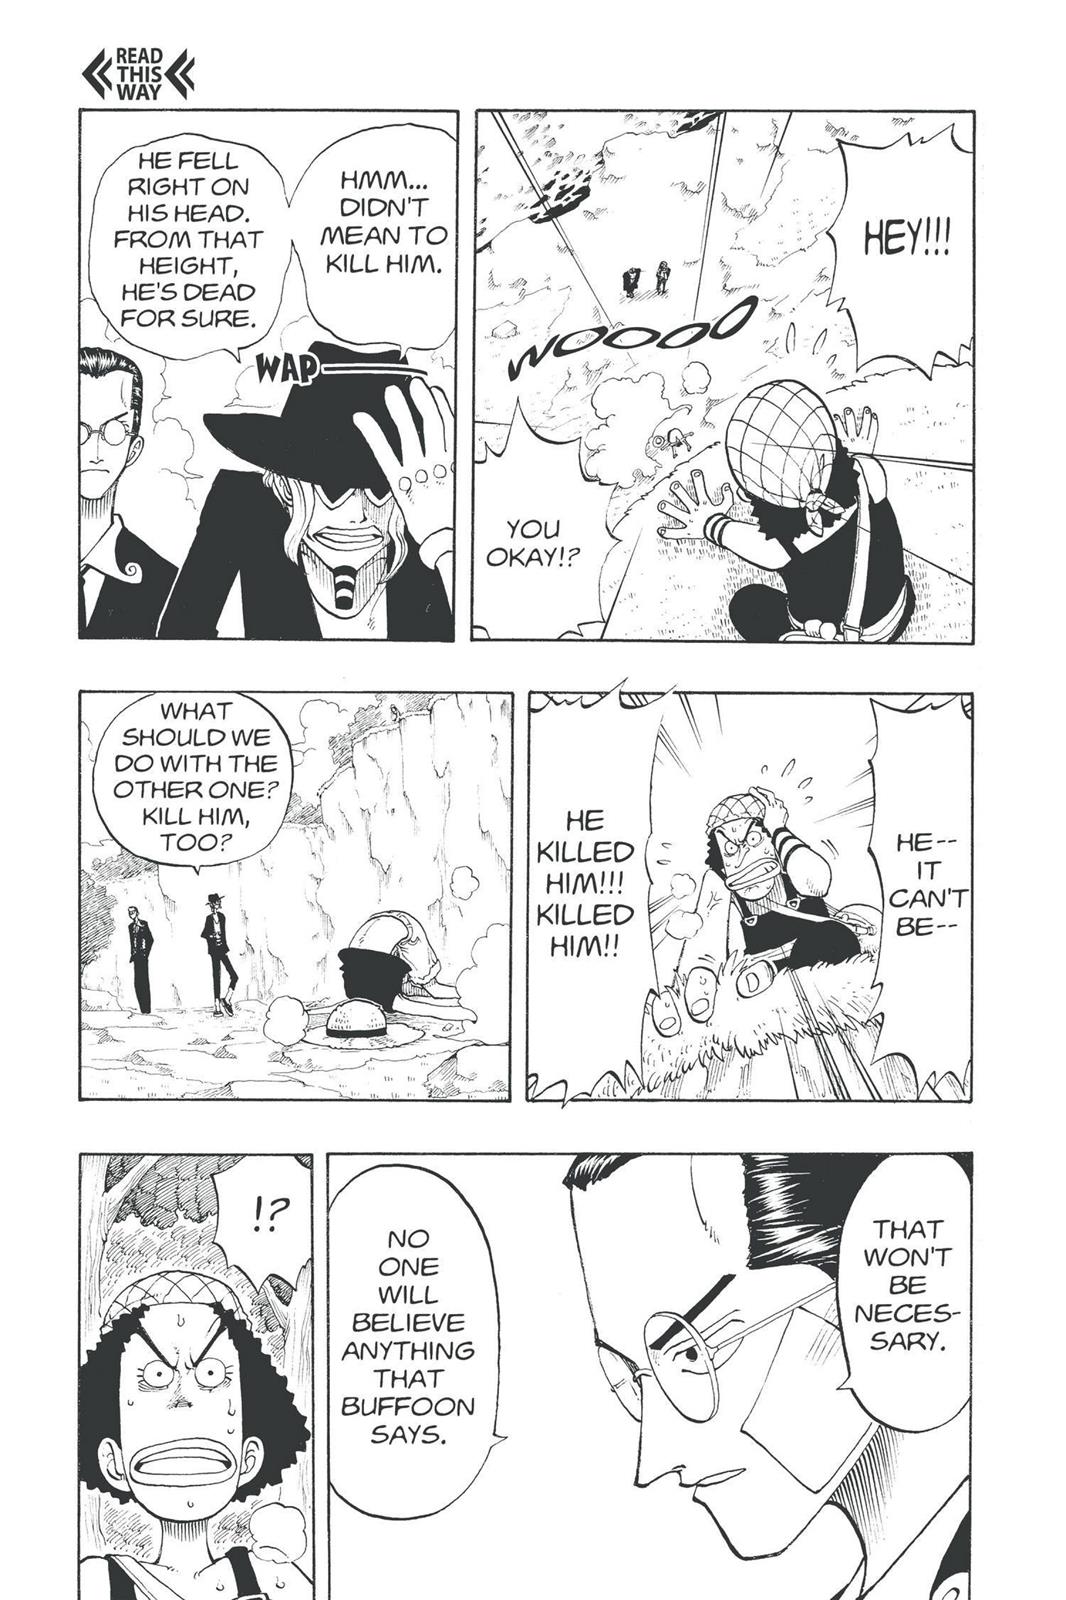 READ
THIS
WAY
HEY!!!
WOOOO
YOU
OKAY!?
HMM...
DIDN'T
MEAN TO
KILL HIM.
HE FELL
RIGHT ON
HIS HEAD.
FROM THAT
HEIGHT,
HE'S DEAD
FOR SURE.
WAP
HE--
IT
CAN'T
BE--
HE
KILLED
HIM!!!
KILLED
HIM!!
WHAT
SHOULD WE
DO WITH THE
OTHER ONE?
KILL HIM,
TOO?
THAT
WON'T
BE
NECES-
SARY.
NO
ONE
WILL
BELIEVE
ANYTHING
THAT
BUFFOON
SAYS.
!?